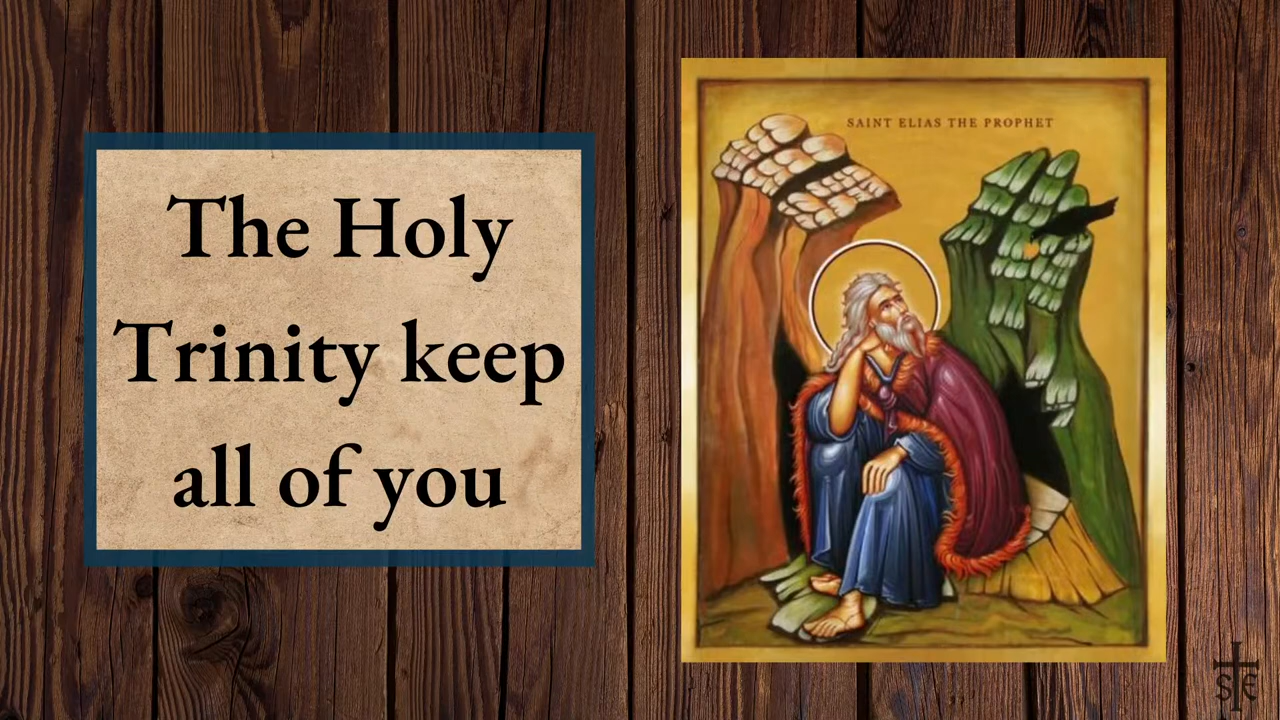 The Holy
Trinity keep
all of you
SAINT ELIAS THE PROPHET
S E